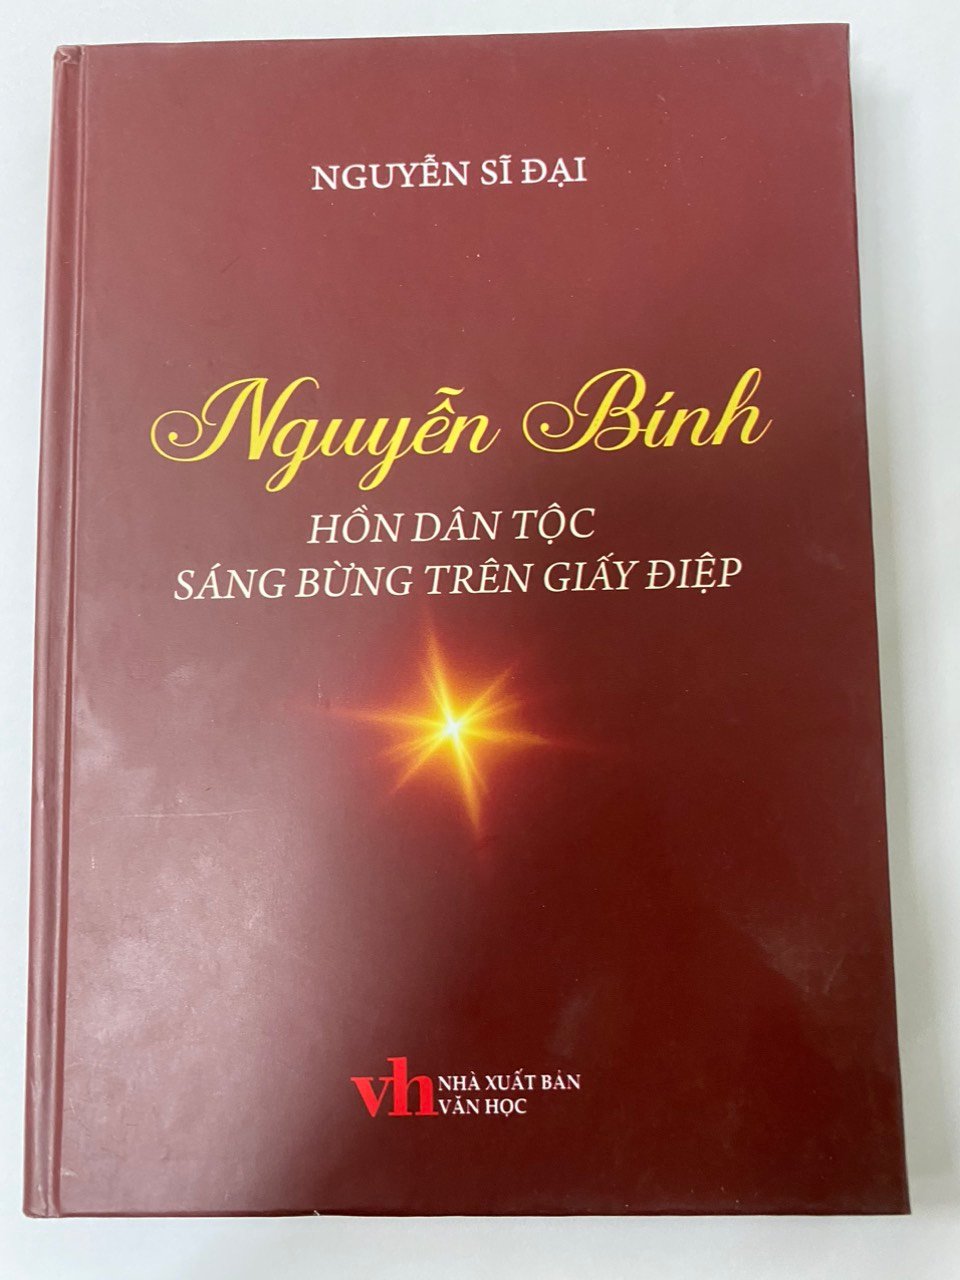 NGUYỄN SĨ ĐẠI
Nguyễn Bính
HỒN DÂN TỘC
SÁNG BỪNG TRÊN GIẤY ĐIỆP
vh NHÀ XUẤT BẢN
VĂN HỌC